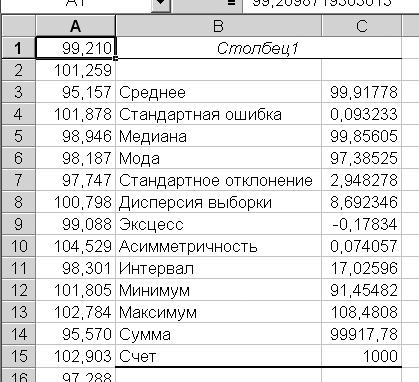 A1 = 99,2098719303013
A B C
1 99,210 Столбец1
2 101,259
3 95,157 Среднее 99,91778
4 101,878 Стандартная ошибка 0,093233
5 98,946 Медиана 99,85605
6 98,187 Мода 97,38525
7 97,747 Стандартное отклонение 2,948278
8 100,798 Дисперсия выборки 8,692346
9 99,088 Эксцесс -0,17834
10 104,529 Асимметричность 0,074057
11 98,301 Интервал 17,02596
12 101,805 Минимум 91,45482
13 102,784 Максимум 108,4808
14 95,570 Сумма 99917,78
15 102,903 Счет 1000
16 97,288